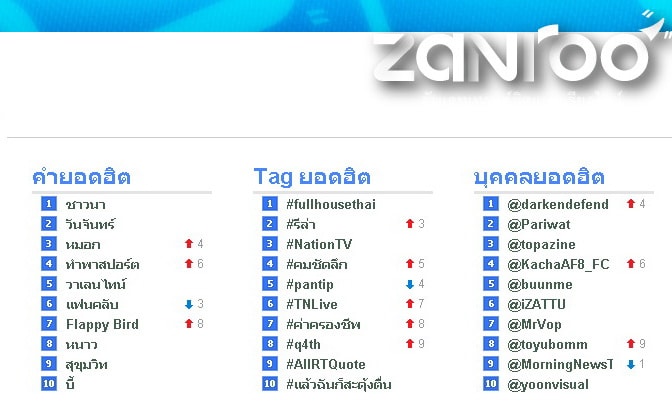 zanroo
คำยอดฮิต
1 ชาวนา
2 วันจันทร์
3 หมอก 4
4 ทำพาสปอร์ต 6
5 วาเลนไทน์
6 แฟนคลับ 3
7 Flappy Bird 8
8 หนาว
9 สุขุมวิท
10 บี้
Tag ยอดฮิต
1 #fullhousethai
2 #รีล่า 3
3 #NationTV
4 #คมชัดลึก 5
5 #pantip 4
6 #TNLive 7
7 #ค่าครองชีพ 8
8 #q4th 9
9 #AIIRTQuote
10 #แล้วฉันก็สะดุ้งตื่น
บุคคลยอดฮิต
1 @darkendefend 4
2 @Pariwat
3 @topazine
4 @KachaAF8_FC 6
5 @buunme
6 @iZATTU
7 @MrVop
8 @toyubomm 9
9 @MorningNewsT 1
10 @yoonvisual